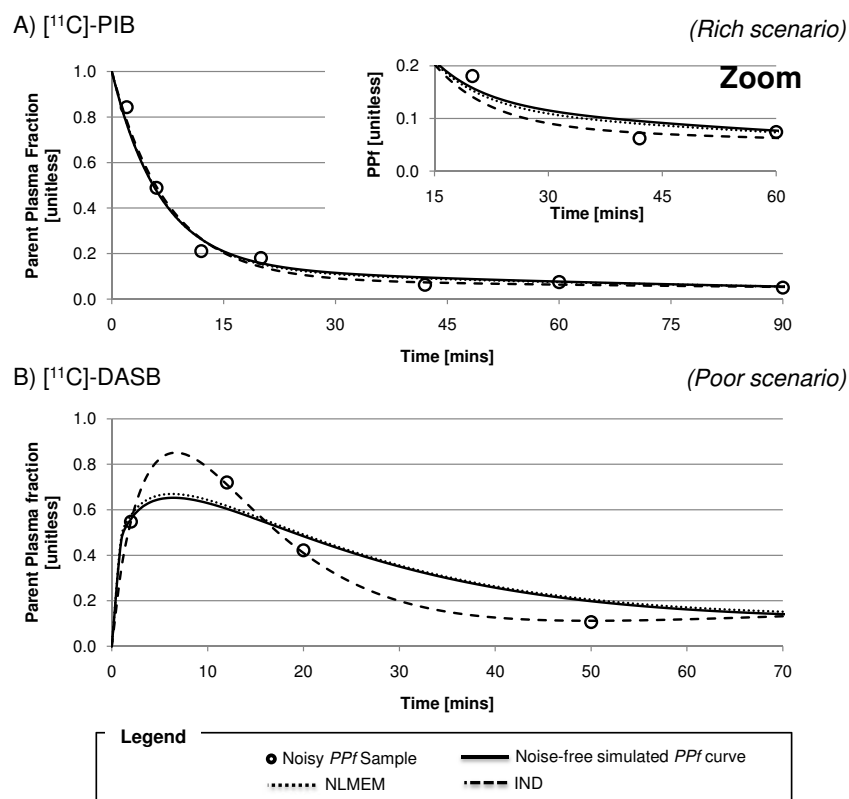 A) [¹¹C]-PIB
(Rich scenario)
Parent Plasma Fraction
[unitless]
1.0
0.8
0.6
0.4
0.2
0.0
0 15 30 45 60 75 90
Time [mins]
Zoom
PPf [unitless]
0.2
0.1
0.0
15 30 45 60
Time [mins]
B) [¹¹C]-DASB
(Poor scenario)
Parent Plasma fraction
[unitless]
1.0
0.8
0.6
0.4
0.2
0.0
0 10 20 30 40 50 60 70
Time [mins]
Legend
Noisy PPf Sample
Noise-free simulated PPf curve
NLMEM
IND